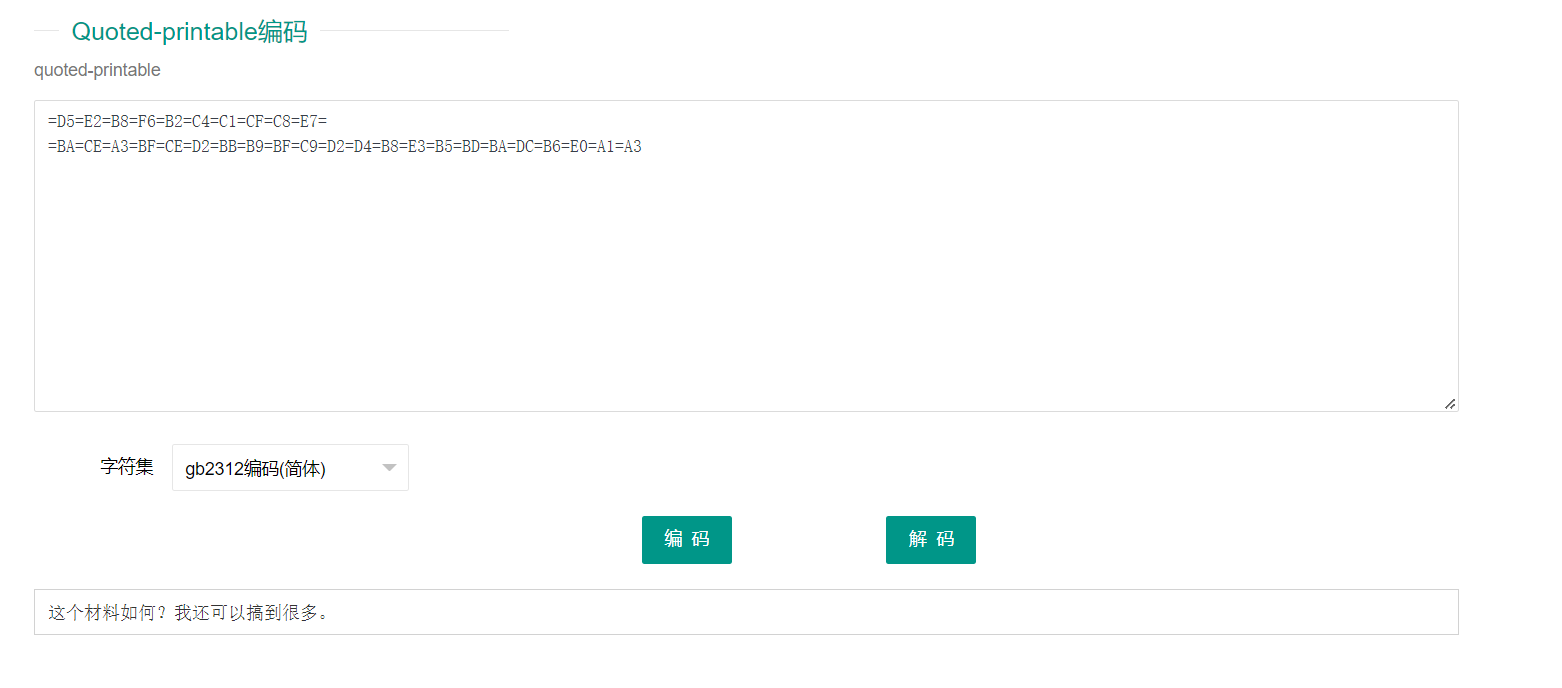 Quoted-printable编码
quoted-printable
=D5=E2=B8=F6=B2=C4=C1=CF=C8=E7=
=BA=CE=A3=BF=CE=D2=BB=B9=BF=C9=D2=D4=B8=E3=B5=BD=BA=DC=B6=E0=A1=A3
字符集 gb2312编码(简体)
编 码 解 码
这个材料如何？我还可以搞到很多。